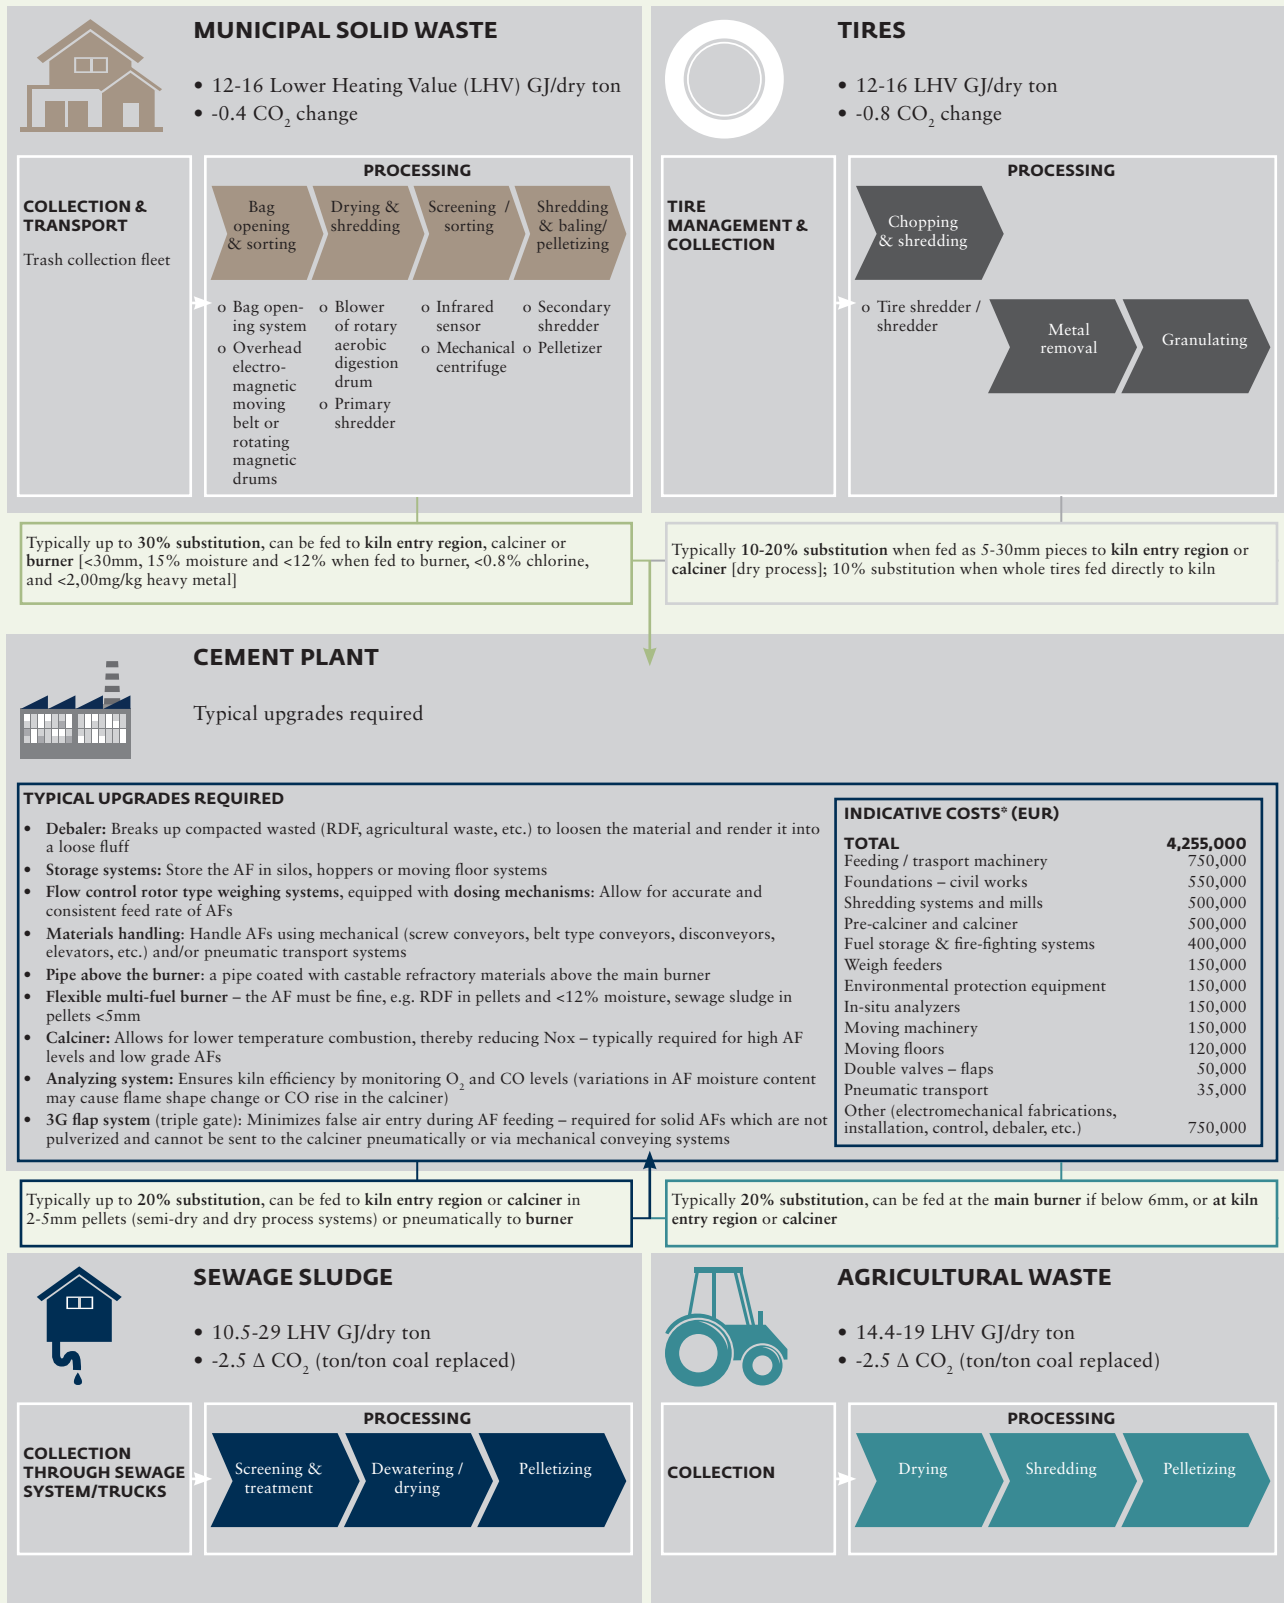 MUNICIPAL SOLID WASTE
• 12-16 Lower Heating Value (LHV) GJ/dry ton
• -0.4 CO2 change
COLLECTION &
TRANSPORT
Trash collection fleet
PROCESSING
Bag
opening
& sorting
Drying &
shredding
Screening /
sorting
Shredding
& baling/
pelletizing
o Bag open-
ing system
o Overhead
electro-
magnetic
moving
belt or
rotating
magnetic
drums
o Blower
of rotary
aerobic
digestion
drum
o Primary
shredder
o Infrared
sensor
o Mechanical
centrifuge
o Secondary
shredder
o Pelletizer
TIRES
• 12-16 LHV GJ/dry ton
• -0.8 CO2 change
TIRE
MANAGEMENT &
COLLECTION
PROCESSING
Chopping
& shredding
o Tire shredder /
shredder
Metal
removal
Granulating
Typically up to 30% substitution, can be fed to kiln entry region, calciner or
burner [<30mm, 15% moisture and <12% when fed to burner, <0.8% chlorine,
and <2,00mg/kg heavy metal]
Typically 10-20% substitution when fed as 5-30mm pieces to kiln entry region or
calciner [dry process]; 10% substitution when whole tires fed directly to kiln
CEMENT PLANT
Typical upgrades required
TYPICAL UPGRADES REQUIRED
• Debaler: Breaks up compacted wasted (RDF, agricultural waste, etc.) to loosen the material and render it into
a loose fluff
• Storage systems: Store the AF in silos, hoppers or moving floor systems
• Flow control rotor type weighing systems, equipped with dosing mechanisms: Allow for accurate and
consistent feed rate of AFs
• Materials handling: Handle AFs using mechanical (screw conveyors, belt type conveyors, disconveyors,
elevators, etc.) and/or pneumatic transport systems
• Pipe above the burner: a pipe coated with castable refractory materials above the main burner
• Flexible multi-fuel burner – the AF must be fine, e.g. RDF in pellets and <12% moisture, sewage sludge in
pellets <5mm
• Calciner: Allows for lower temperature combustion, thereby reducing Nox – typically required for high AF
levels and low grade AFs
• Analyzing system: Ensures kiln efficiency by monitoring O2 and CO levels (variations in AF moisture content
may cause flame shape change or CO rise in the calciner)
• 3G flap system (triple gate): Minimizes false air entry during AF feeding – required for solid AFs which are not
pulverized and cannot be sent to the calciner pneumatically or via mechanical conveying systems
INDICATIVE COSTS* (EUR)
TOTAL 4,255,000
Feeding / trasport machinery 750,000
Foundations – civil works 550,000
Shredding systems and mills 500,000
Pre-calciner and calciner 500,000
Fuel storage & fire-fighting systems 400,000
Weigh feeders 150,000
Environmental protection equipment 150,000
In-situ analyzers 150,000
Moving machinery 150,000
Moving floors 120,000
Double valves – flaps 50,000
Pneumatic transport 35,000
Other (electromechanical fabrications,
installation, control, debaler, etc.) 750,000
Typically up to 20% substitution, can be fed to kiln entry region or calciner in
2-5mm pellets (semi-dry and dry process systems) or pneumatically to burner
Typically 20% substitution, can be fed at the main burner if below 6mm, or at kiln
entry region or calciner
SEWAGE SLUDGE
• 10.5-29 LHV GJ/dry ton
• -2.5 Δ CO2 (ton/ton coal replaced)
COLLECTION
THROUGH SEWAGE
SYSTEM/TRUCKS
PROCESSING
Screening &
treatment
Dewatering /
drying
Pelletizing
AGRICULTURAL WASTE
• 14.4-19 LHV GJ/dry ton
• -2.5 Δ CO2 (ton/ton coal replaced)
COLLECTION
PROCESSING
Drying
Shredding
Pelletizing